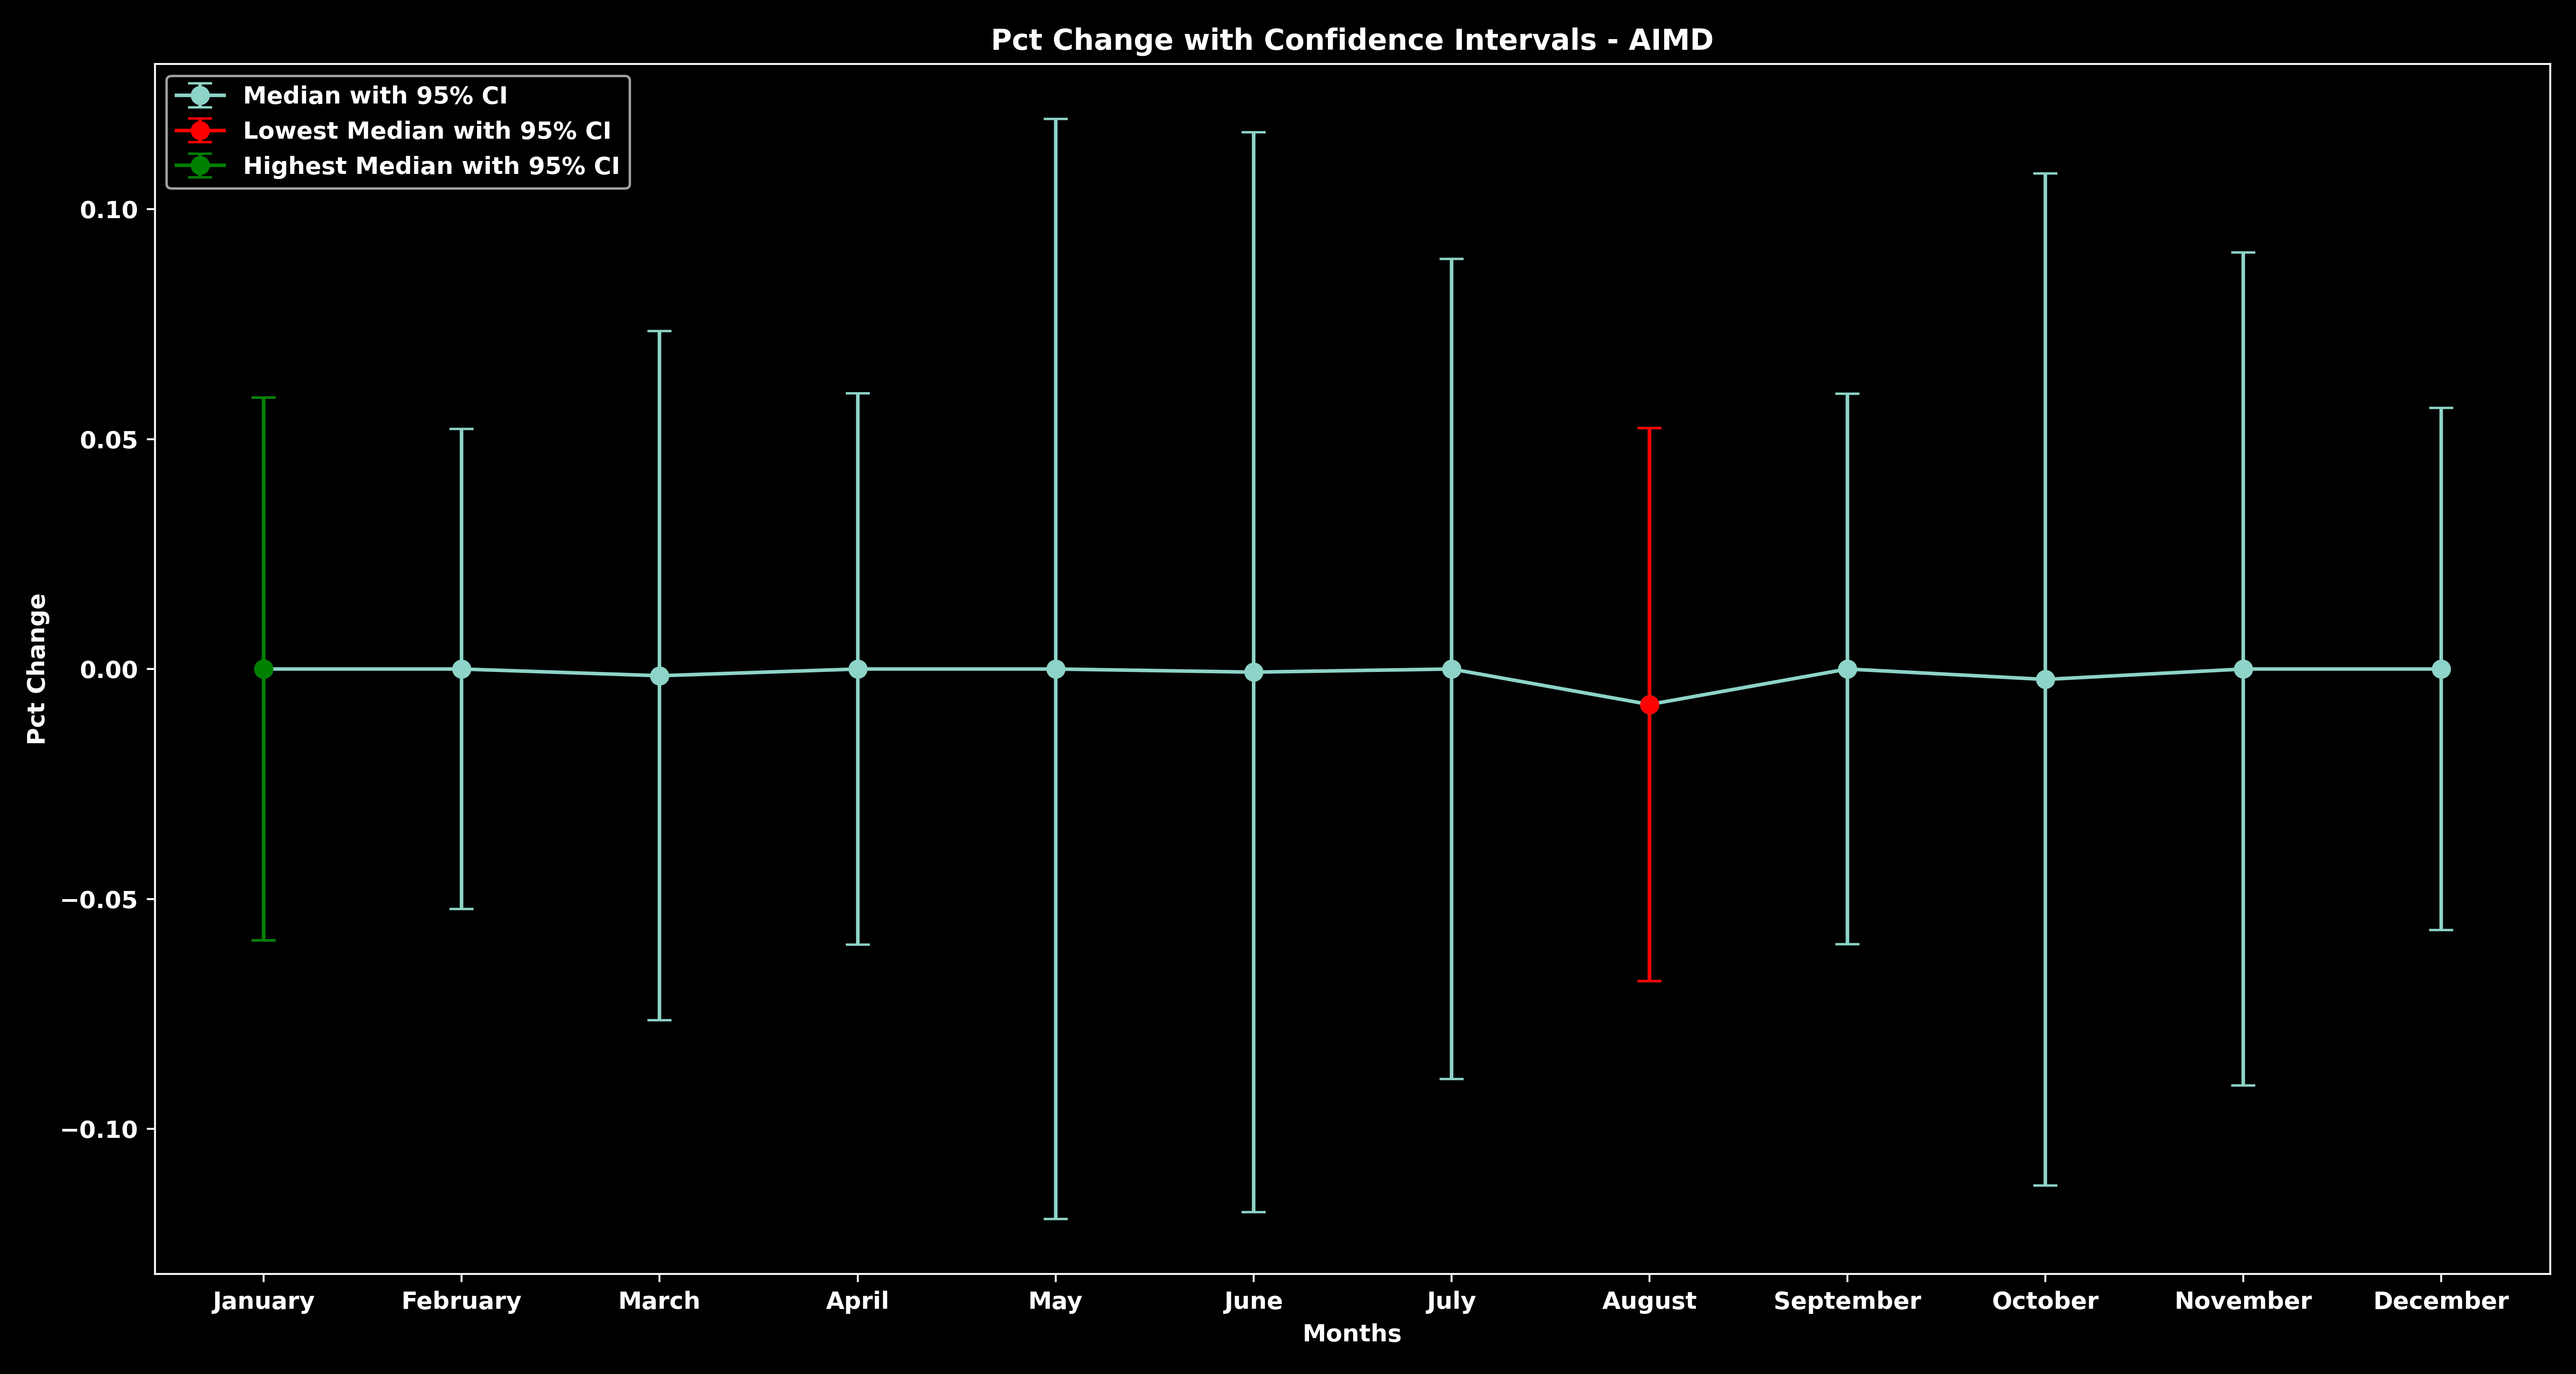 Pct Change with Confidence Intervals - AIMD
Median with 95% CI
Lowest Median with 95% CI
Highest Median with 95% CI
0.10
0.05
0.00
−0.05
−0.10
Pct Change
January February March April May June July August September October November December
Months